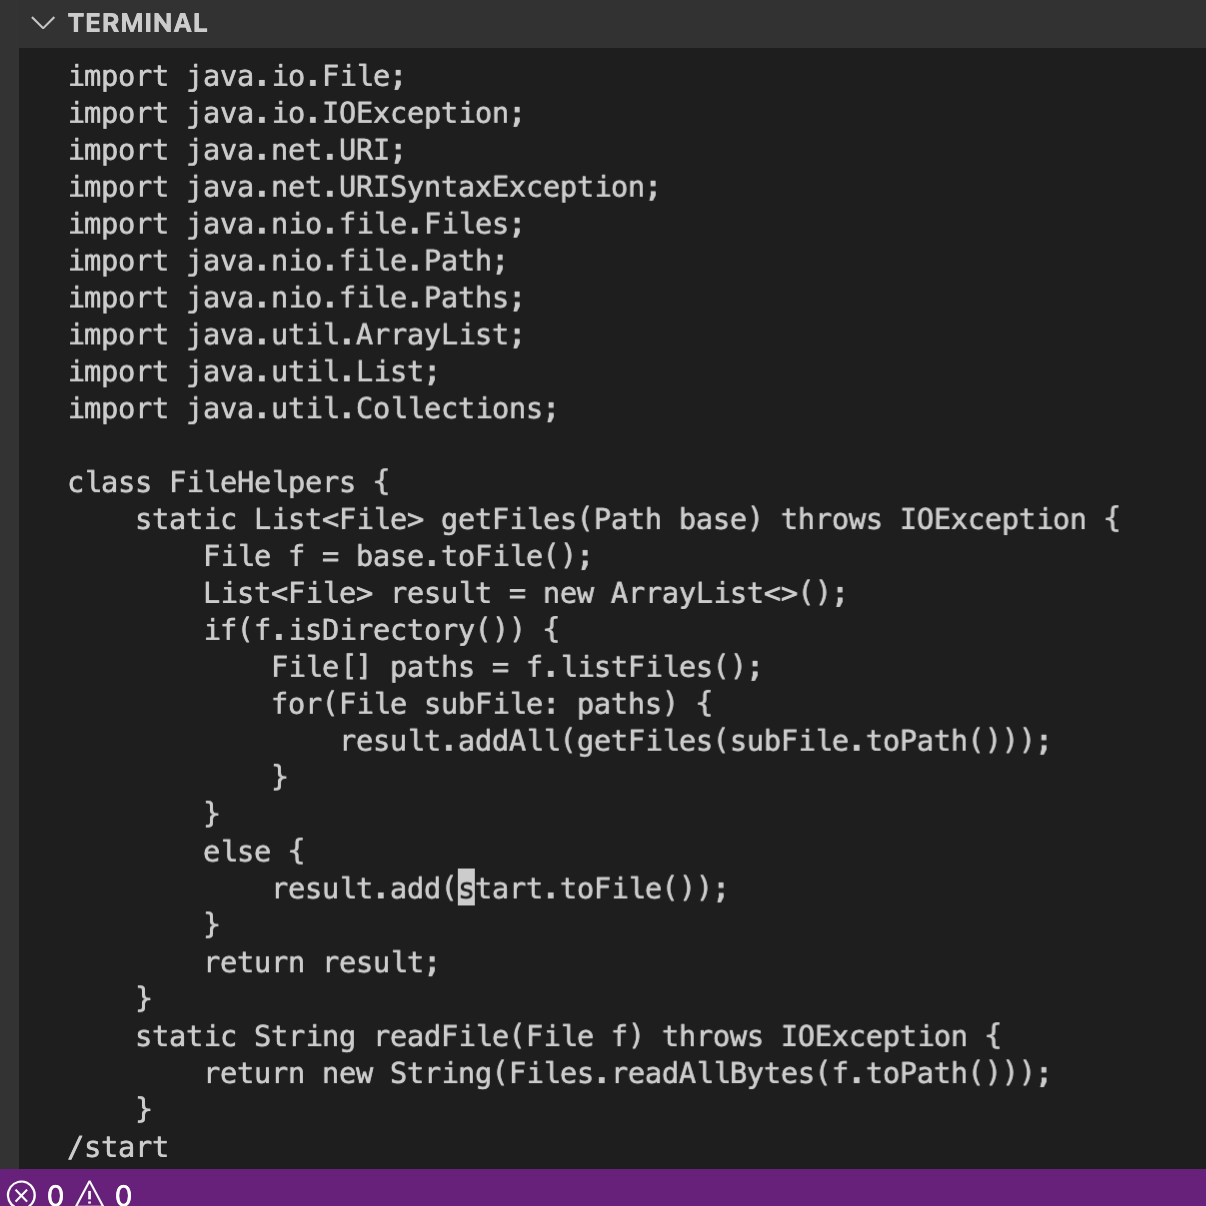 TERMINAL
import java.io.File;
import java.io.IOException;
import java.net.URI;
import java.net.URISyntaxException;
import java.nio.file.Files;
import java.nio.file.Path;
import java.nio.file.Paths;
import java.util.ArrayList;
import java.util.List;
import java.util.Collections;

class FileHelpers {
    static List<File> getFiles(Path base) throws IOException {
        File f = base.toFile();
        List<File> result = new ArrayList<>();
        if(f.isDirectory()) {
            File[] paths = f.listFiles();
            for(File subFile: paths) {
                result.addAll(getFiles(subFile.toPath()));
            }
        }
        else {
            result.add(start.toFile());
        }
        return result;
    }
    static String readFile(File f) throws IOException {
        return new String(Files.readAllBytes(f.toPath()));
    }
/start
0 0